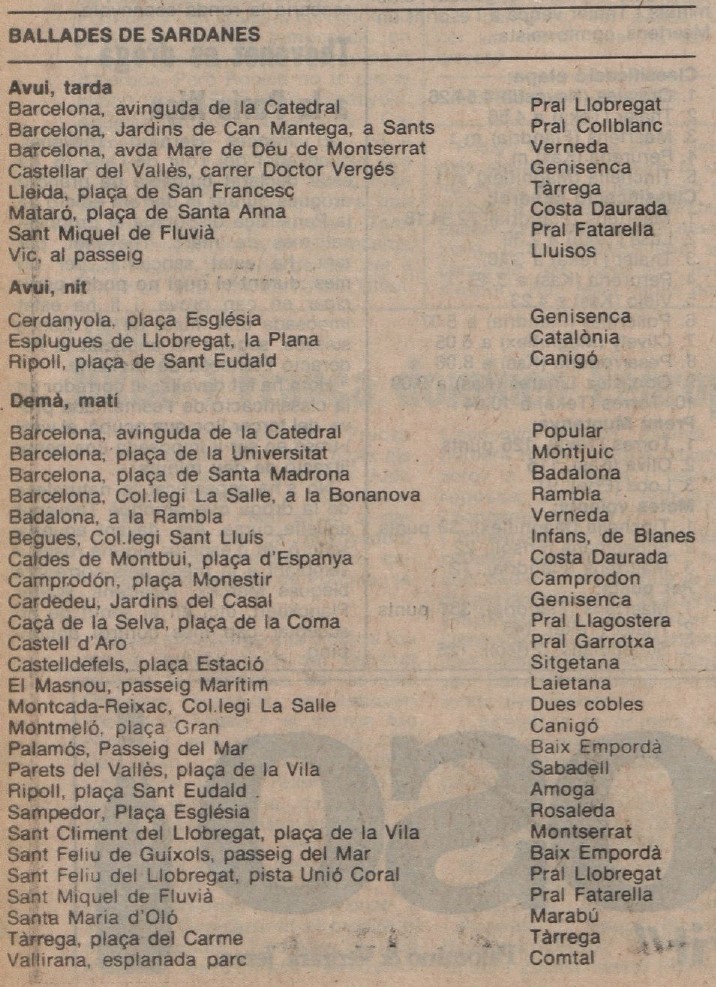 BALLADES DE SARDANES
Avui, tarda
Barcelona, avinguda de la Catedral Pral Llobregat
Barcelona, Jardins de Can Mantega, a Sants Pral Collblanc
Barcelona, avda Mare de Déu de Montserrat Verneda
Castellar del Vallès, carrer Doctor Vergés Genisenca
Lleida, plaça de San Francesc Tàrrega
Mataró, plaça de Santa Anna Costa Daurada
Sant Miquel de Fluvià Pral Fatarella
Vic, al passeig Lluisos
Avui, nit
Cerdanyola, plaça Església Genisenca
Esplugues de Llobregat, la Plana Catalònia
Ripoll, plaça de Sant Eudald Canigó
Demà, matí
Barcelona, avinguda de la Catedral Popular
Barcelona, plaça de la Universitat Montjuic
Barcelona, plaça de Santa Madrona Badalona
Barcelona, Col.legi La Salle, a la Bonanova Rambla
Badalona, a la Rambla Verneda
Begues, Col.legi Sant Lluís Infans, de Blanes
Caldes de Montbui, plaça d'Espanya Costa Daurada
Camprodón, plaça Monestir Camprodon
Cardedeu, Jardins del Casal Genisenca
Caçà de la Selva, plaça de la Coma Pral Llagostera
Castell d'Aro Pral Garrotxa
Castelldefels, plaça Estació Sitgetana
El Masnou, passeig Marítim Laietana
Montcada-Reixac, Col.legi La Salle Dues cobles
Montmeló, plaça Gran Canigó
Palamós, Passeig del Mar Baix Empordà
Parets del Vallès, plaça de la Vila Sabadell
Ripoll, plaça Sant Eudald Amoga
Sampedor, Plaça Església Rosaleda
Sant Climent del Llobregat, plaça de la Vila Montserrat
Sant Feliu de Guíxols, passeig del Mar Baix Empordà
Sant Feliu del Llobregat, pista Unió Coral Pral Llobregat
Sant Miquel de Fluvià Pral Fatarella
Santa Maria d'Oló Marabú
Tàrrega, plaça del Carme Tàrrega
Vallirana, esplanada parc Comtal